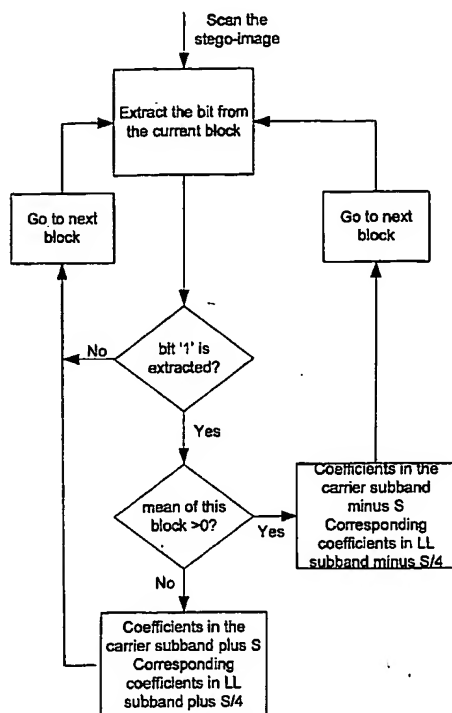 Scan the
stego-image
Extract the bit from
the current block
Go to next
block
Go to next
block
No
bit '1' is
extracted?
Yes
mean of this
block >0?
Yes
Coefficients in the
carrier subband
minus S
Corresponding
coefficients in LL
subband minus S/4
No
Coefficients in the
carrier subband plus S
Corresponding
coefficients in LL
subband plus S/4